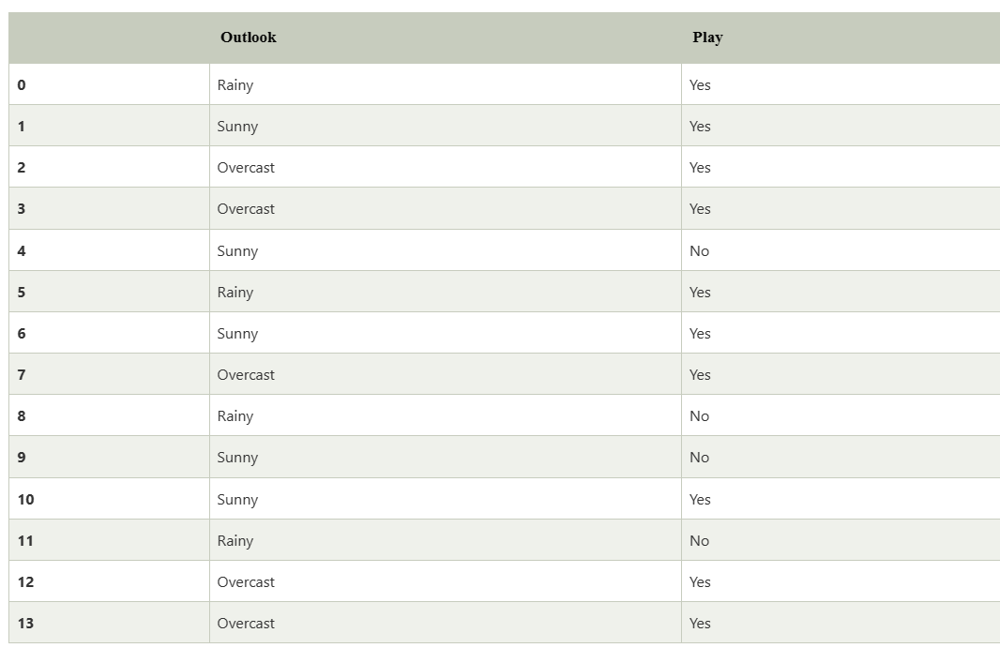 Outlook Play
0 Rainy Yes
1 Sunny Yes
2 Overcast Yes
3 Overcast Yes
4 Sunny No
5 Rainy Yes
6 Sunny Yes
7 Overcast Yes
8 Rainy No
9 Sunny No
10 Sunny Yes
11 Rainy No
12 Overcast Yes
13 Overcast Yes